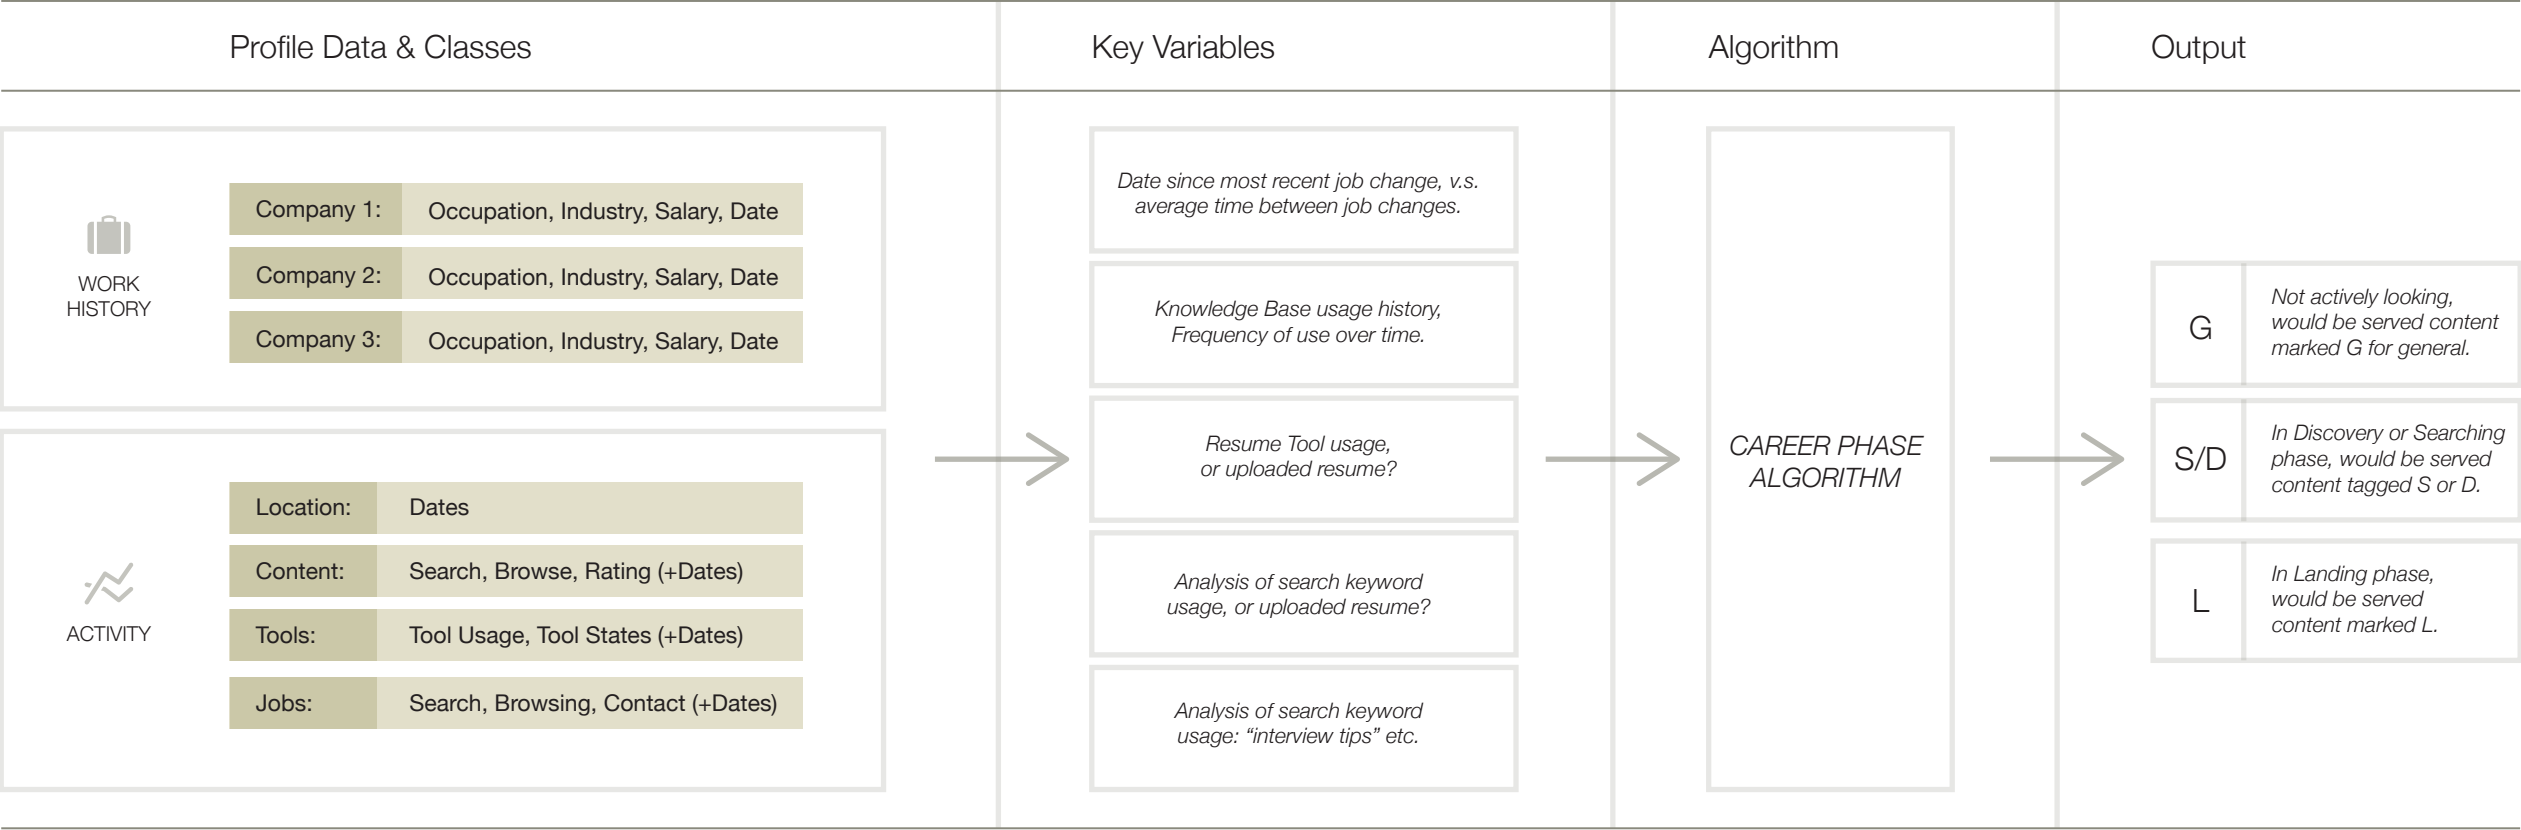 Profile Data & Classes
Key Variables
Algorithm
Output
WORK
HISTORY
Company 1: Occupation, Industry, Salary, Date
Company 2: Occupation, Industry, Salary, Date
Company 3: Occupation, Industry, Salary, Date
ACTIVITY
Location: Dates
Content: Search, Browse, Rating (+Dates)
Tools: Tool Usage, Tool States (+Dates)
Jobs: Search, Browsing, Contact (+Dates)
Date since most recent job change, v.s.
average time between job changes.
Knowledge Base usage history,
Frequency of use over time.
Resume Tool usage,
or uploaded resume?
Analysis of search keyword
usage, or uploaded resume?
Analysis of search keyword
usage: “interview tips” etc.
CAREER PHASE
ALGORITHM
G
Not actively looking,
would be served content
marked G for general.
S/D
In Discovery or Searching
phase, would be served
content tagged S or D.
L
In Landing phase,
would be served
content marked L.